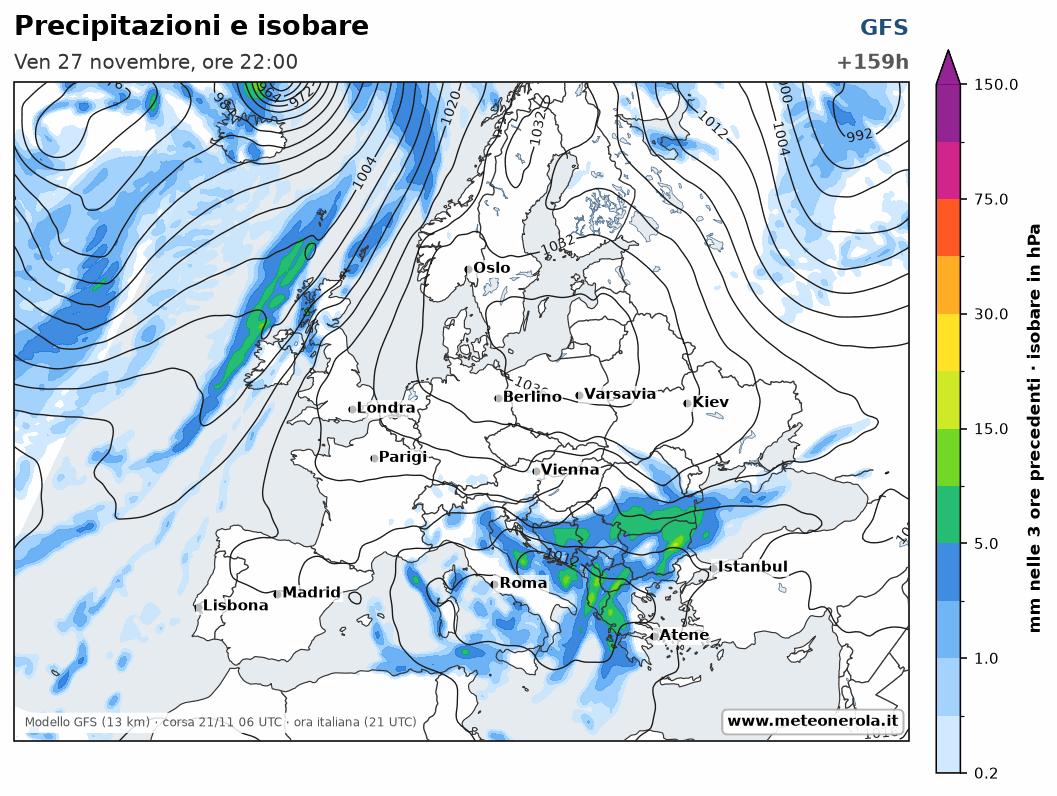 Precipitazioni e isobare
GFS
Ven 27 novembre, ore 22:00
+159h
150.0
75.0
30.0
15.0
5.0
1.0
0.2
mm nelle 3 ore precedenti · isobare in hPa
964
972
1020
1032
1012
1004
992
1004
1032
Oslo
Berlino
Varsavia
Kiev
Londra
Parigi
Vienna
1012
Istanbul
Roma
Madrid
Lisbona
Atene
Modello GFS (13 km) · corsa 21/11 06 UTC · ora italiana (21 UTC)
www.meteonerola.it